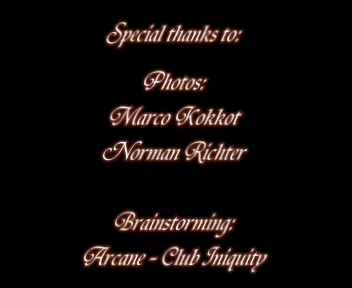 Special thanks to:
Photos:
Marco Kokkot
Norman Richter
Brainstorming:
Arcane - Club Iniquity